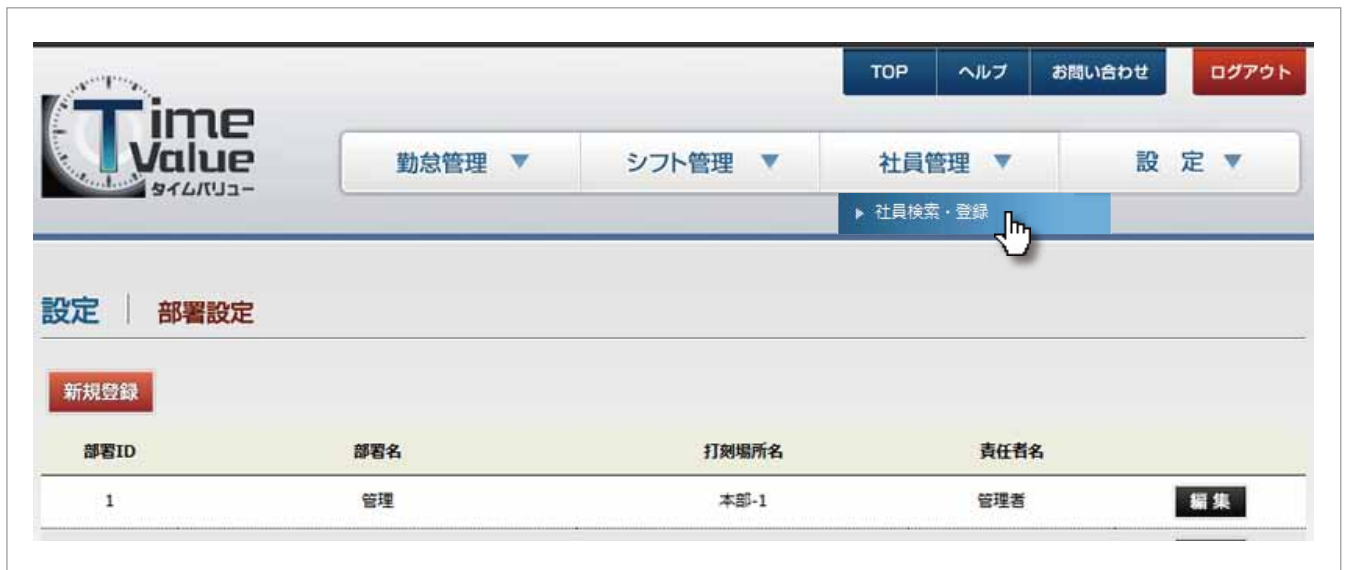 TOP ヘルプ お問い合わせ ログアウト
Time
Value
タイムバリュー
勤怠管理 ▼ シフト管理 ▼ 社員管理 ▼ 設 定 ▼
▶ 社員検索・登録
設定 | 部署設定
新規登録
部署ID 部署名 打刻場所名 責任者名
1 管理 本部-1 管理者 編集